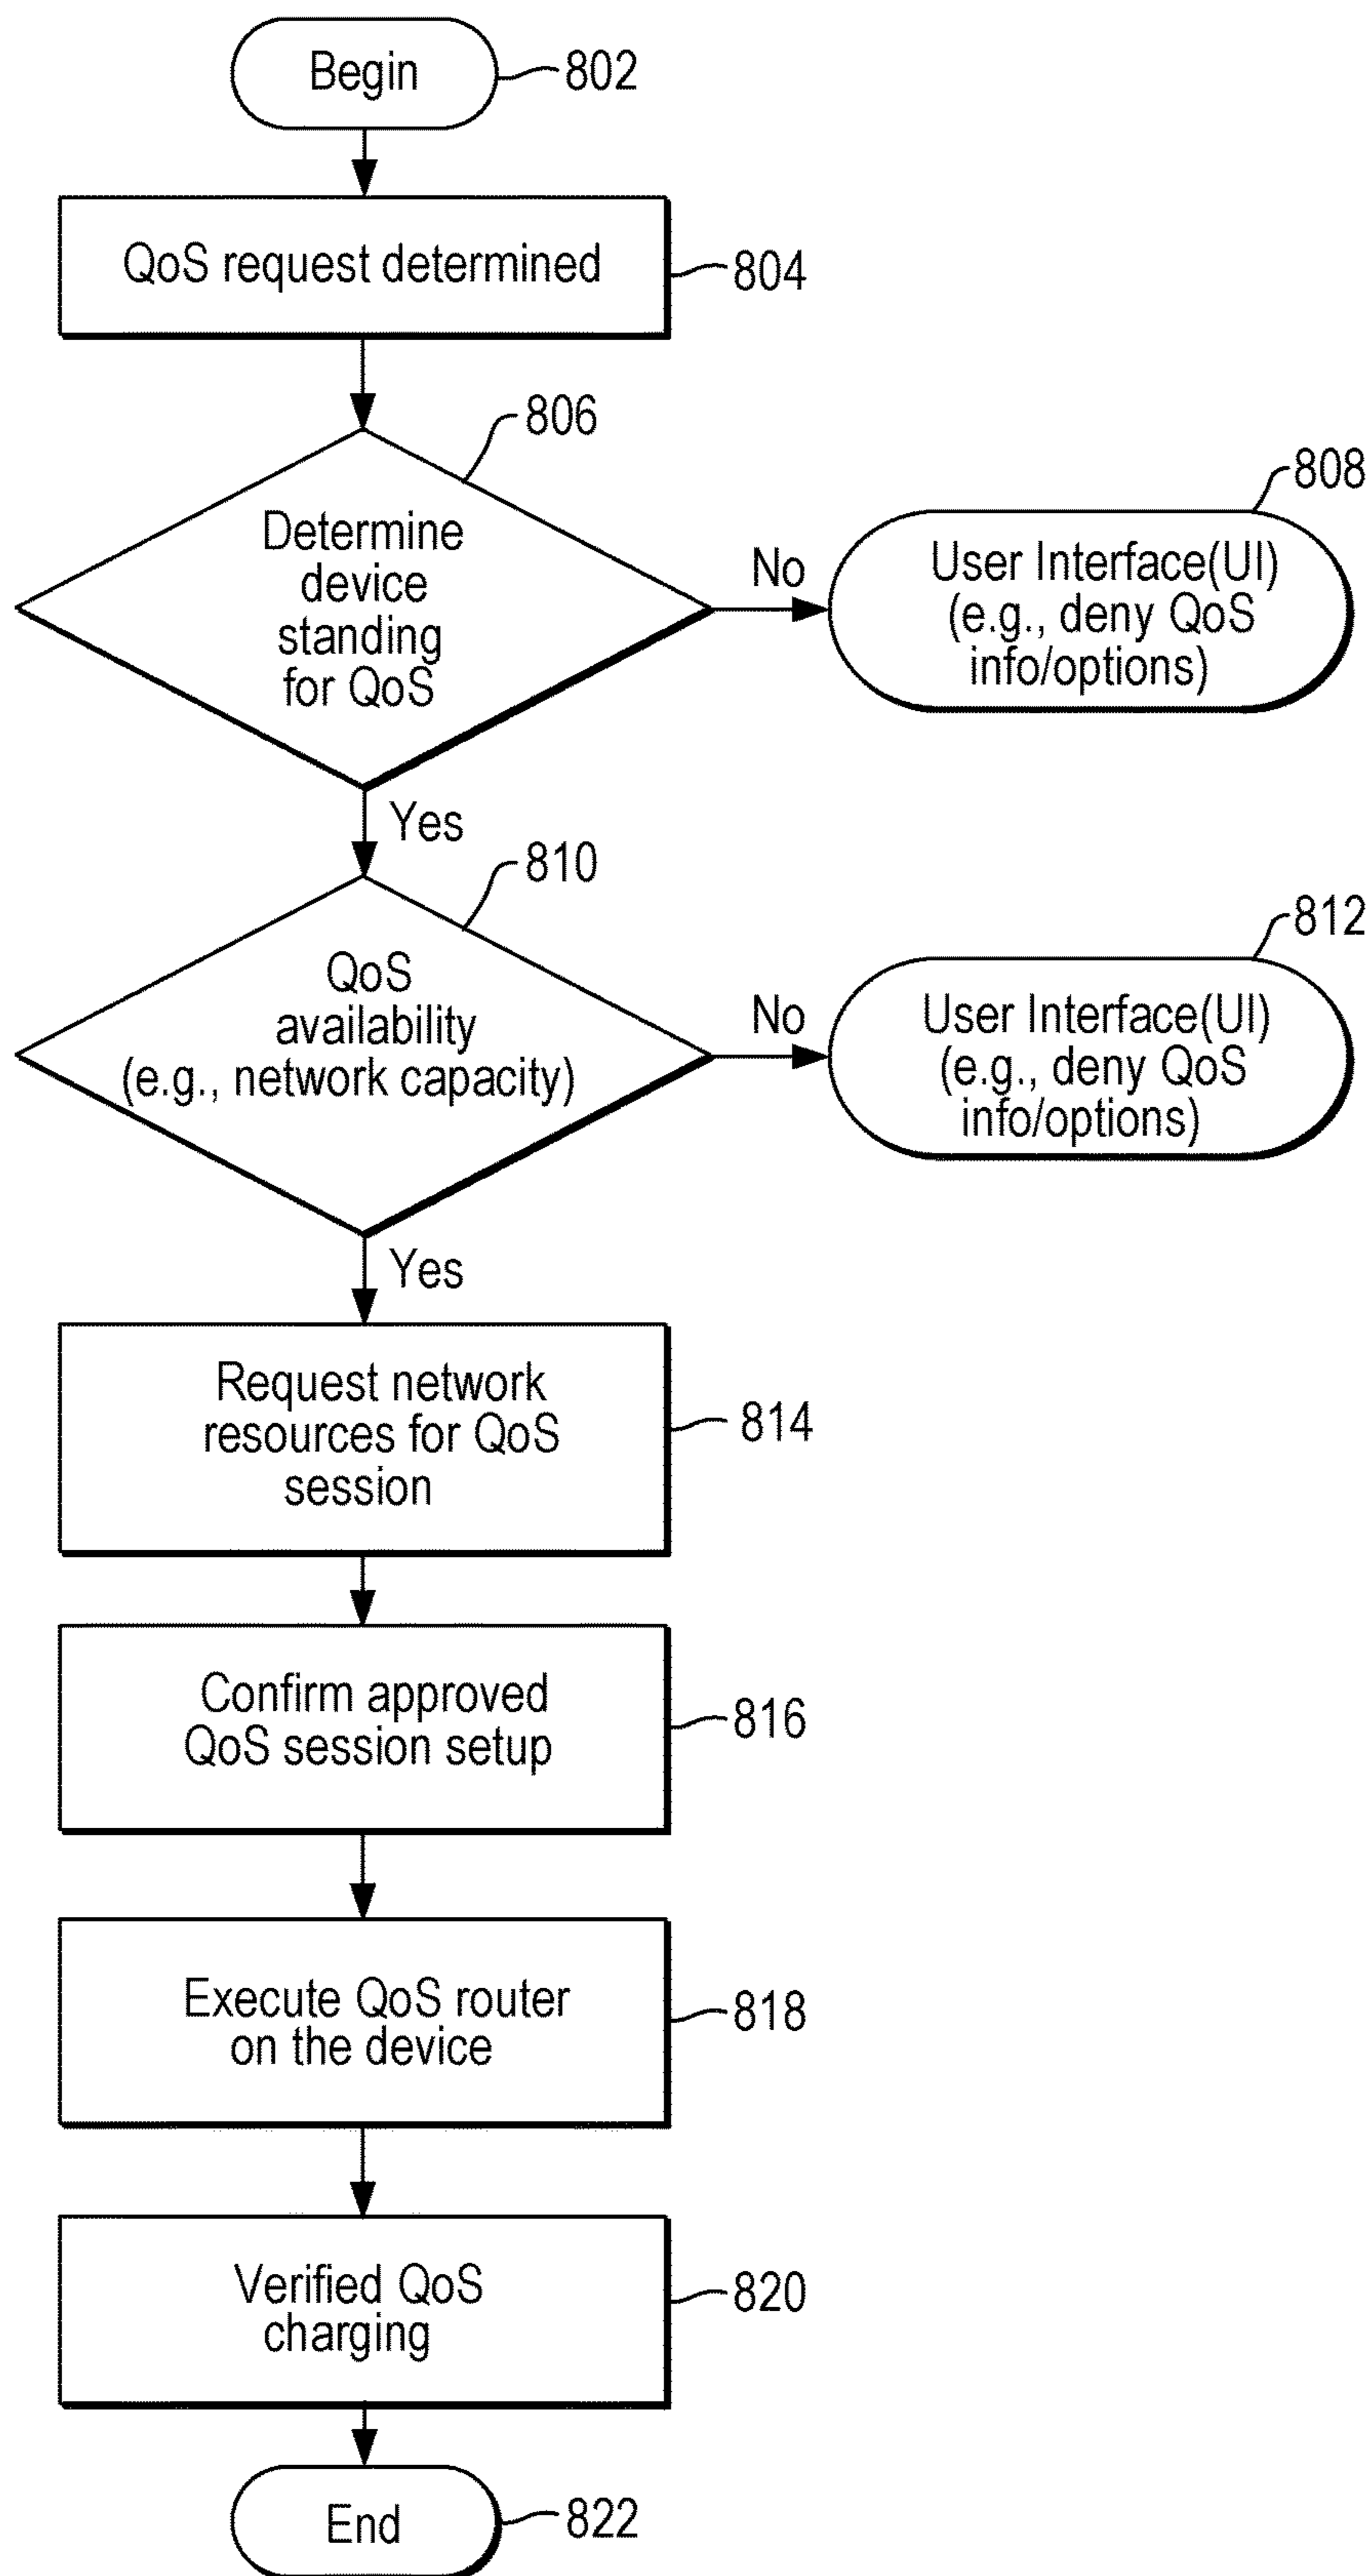 Begin
802
QoS request determined
804
806
Determine
device
standing
for QoS
No
808
User Interface(UI)
(e.g., deny QoS
info/options)
Yes
810
QoS
availability
(e.g., network capacity)
No
812
User Interface(UI)
(e.g., deny QoS
info/options)
Yes
Request network
resources for QoS
session
814
Confirm approved
QoS session setup
816
Execute QoS router
on the device
818
Verified QoS
charging
820
End
822